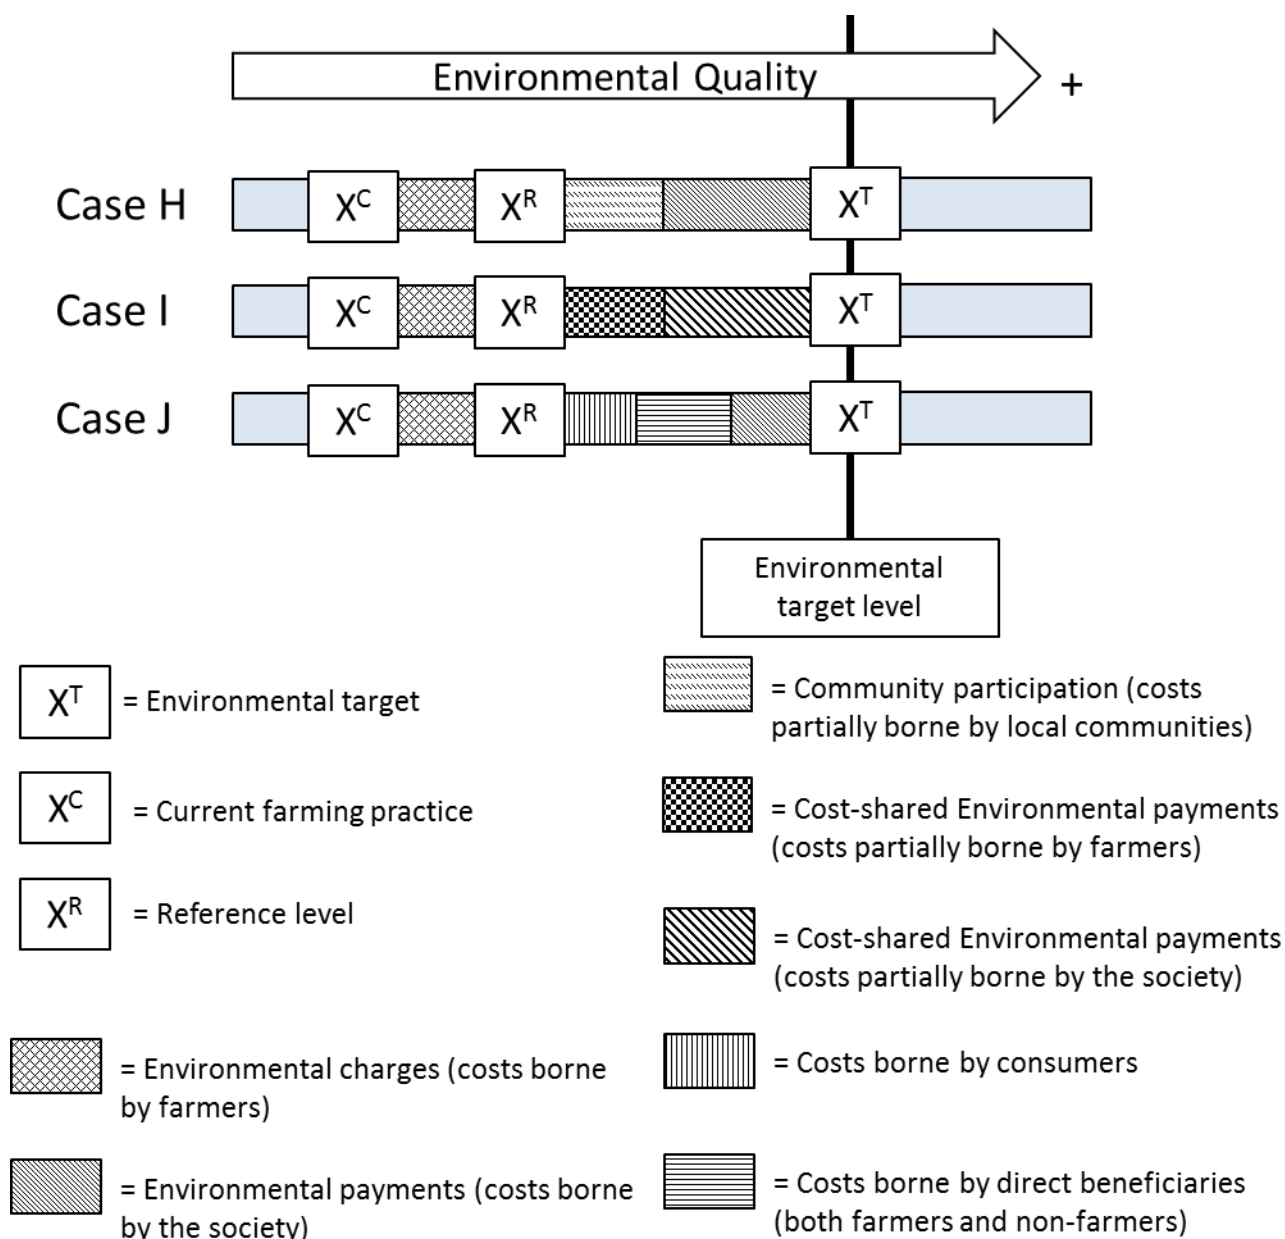 Environmental Quality
+
Case H
X^C
X^R
X^T
Case I
X^C
X^R
X^T
Case J
X^C
X^R
X^T
Environmental
target level
X^T
= Environmental target
X^C
= Current farming practice
X^R
= Reference level
= Environmental charges (costs borne
by farmers)
= Environmental payments (costs borne
by the society)
= Community participation (costs
partially borne by local communities)
= Cost-shared Environmental payments
(costs partially borne by farmers)
= Cost-shared Environmental payments
(costs partially borne by the society)
= Costs borne by consumers
= Costs borne by direct beneficiaries
(both farmers and non-farmers)